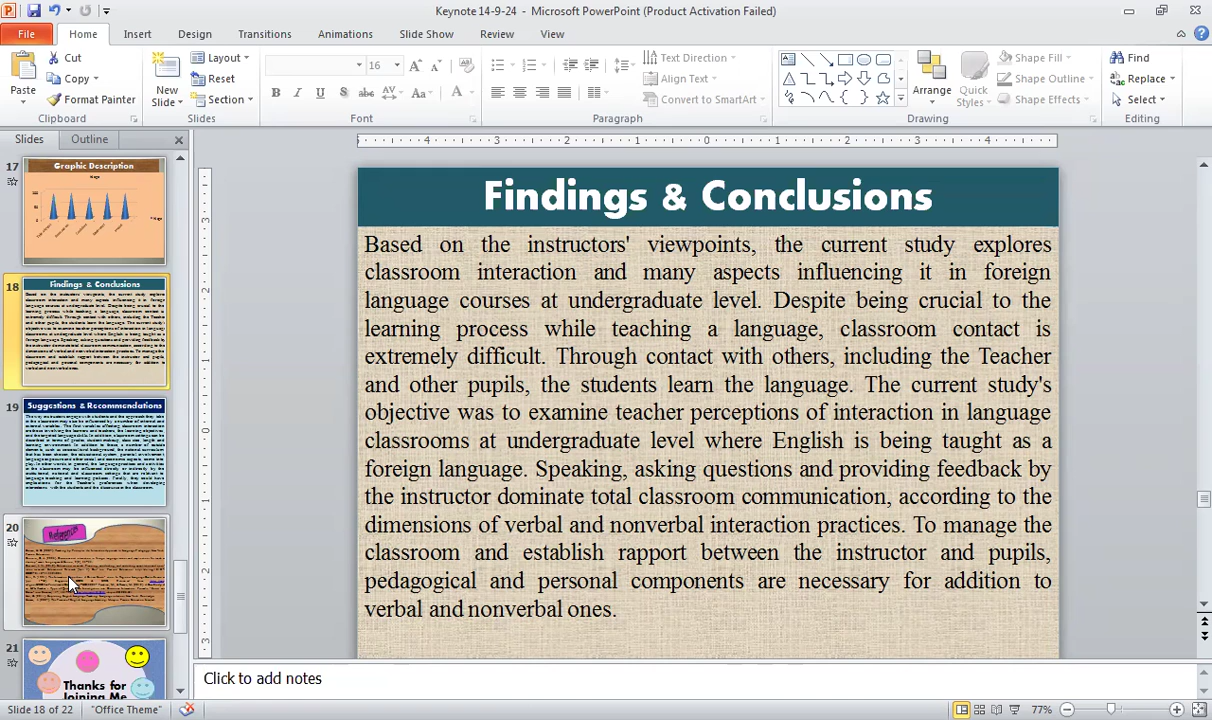 Keynote 14-9-24 - Microsoft PowerPoint (Product Activation Failed)
File Home Insert Design Transitions Animations Slide Show Review View
Paste
Cut
Copy
Format Painter
Clipboard
New Slide
Layout
Reset
Section
Slides
16
B I U S abc AV Aa A
Font
Text Direction
Align Text
Convert to SmartArt
Paragraph
Arrange
Quick Styles
Shape Fill
Shape Outline
Shape Effects
Drawing
Find
Replace
Select
Editing
Slides Outline
17
Graphic Description
18
Findings & Conclusions
19
Suggestions & Recommendations
20
References
21
Thanks for
Joining Me
Findings & Conclusions
Based on the instructors' viewpoints, the current study explores
classroom interaction and many aspects influencing it in foreign
language courses at undergraduate level. Despite being crucial to the
learning process while teaching a language, classroom contact is
extremely difficult. Through contact with others, including the Teacher
and other pupils, the students learn the language. The current study's
objective was to examine teacher perceptions of interaction in language
classrooms at undergraduate level where English is being taught as a
foreign language. Speaking, asking questions and providing feedback by
the instructor dominate total classroom communication, according to the
dimensions of verbal and nonverbal interaction practices. To manage the
classroom and establish rapport between the instructor and pupils,
pedagogical and personal components are necessary for addition to
verbal and nonverbal ones.
Click to add notes
Slide 18 of 22 "Office Theme" 77%